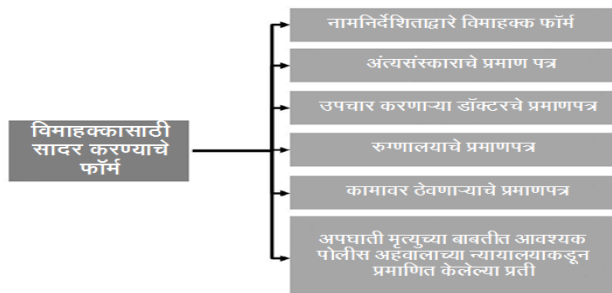 विमाहक्कासाठी
सादर करण्याचे
फॉर्म
नामनिर्देशिताद्वारे विमाहक्क फॉर्म
अंत्यसंस्काराचे प्रमाण पत्र
उपचार करणाऱ्या डॉक्टरचे प्रमाणपत्र
रुग्णालयाचे प्रमाणपत्र
कामावर ठेवणाऱ्याचे प्रमाणपत्र
अपघाती मृत्युच्या बाबतीत आवश्यक
पोलीस अहवालाच्या न्यायालयाकडून
प्रमाणित केलेल्या प्रती